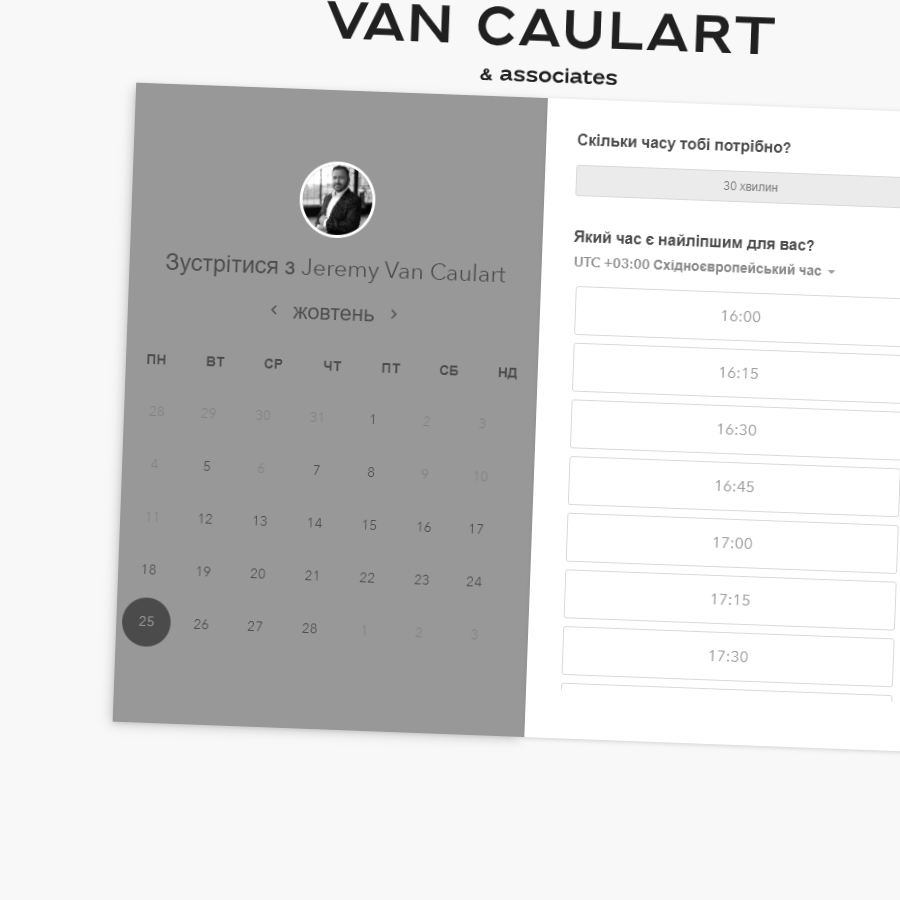 VAN CAULART
& associates
Зустрітися з Jeremy Van Caulart
жовтень
ПН ВТ СР ЧТ ПТ СБ НД
28 29 30 31 1 2 3
4 5 6 7 8 9 10
11 12 13 14 15 16 17
18 19 20 21 22 23 24
25 26 27 28 1 2 3
Скільки часу тобі потрібно?
30 хвилин
Який час є найліпшим для вас?
UTC +03:00 Східноєвропейський час
16:00
16:15
16:30
16:45
17:00
17:15
17:30